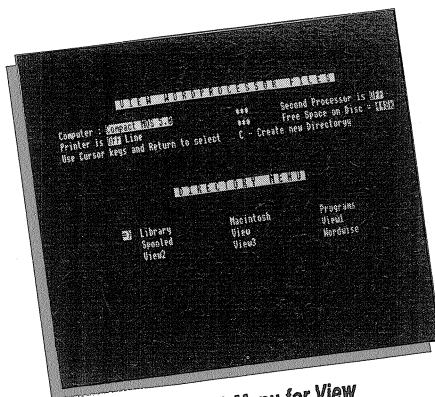 VIEW WORDPROCESSOR FILES
Computer : Compact MOS 5.0 *** Second Processor is Off
Printer is Off Line *** Free Space on Disc =
Use Cursor keys and Return to select C - Create new Directory
DIRECTORY MENU
Library Macintosh Programs
Spooled View View1
View2 View3 Wordwise
Menu for View